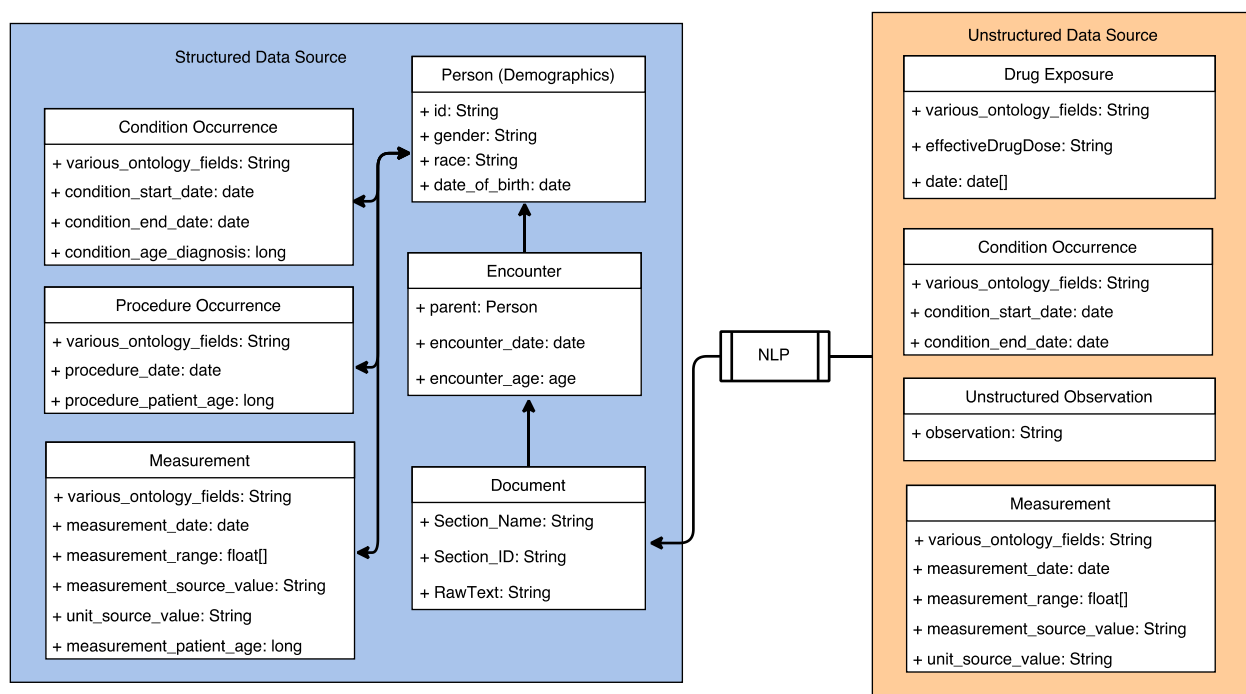 Structured Data Source
Condition Occurrence
+ various_ontology_fields: String
+ condition_start_date: date
+ condition_end_date: date
+ condition_age_diagnosis: long
Procedure Occurrence
+ various_ontology_fields: String
+ procedure_date: date
+ procedure_patient_age: long
Measurement
+ various_ontology_fields: String
+ measurement_date: date
+ measurement_range: float[]
+ measurement_source_value: String
+ unit_source_value: String
+ measurement_patient_age: long
Person (Demographics)
+ id: String
+ gender: String
+ race: String
+ date_of_birth: date
Encounter
+ parent: Person
+ encounter_date: date
+ encounter_age: age
Document
+ Section_Name: String
+ Section_ID: String
+ RawText: String
NLP
Unstructured Data Source
Drug Exposure
+ various_ontology_fields: String
+ effectiveDrugDose: String
+ date: date[]
Condition Occurrence
+ various_ontology_fields: String
+ condition_start_date: date
+ condition_end_date: date
Unstructured Observation
+ observation: String
Measurement
+ various_ontology_fields: String
+ measurement_date: date
+ measurement_range: float[]
+ measurement_source_value: String
+ unit_source_value: String